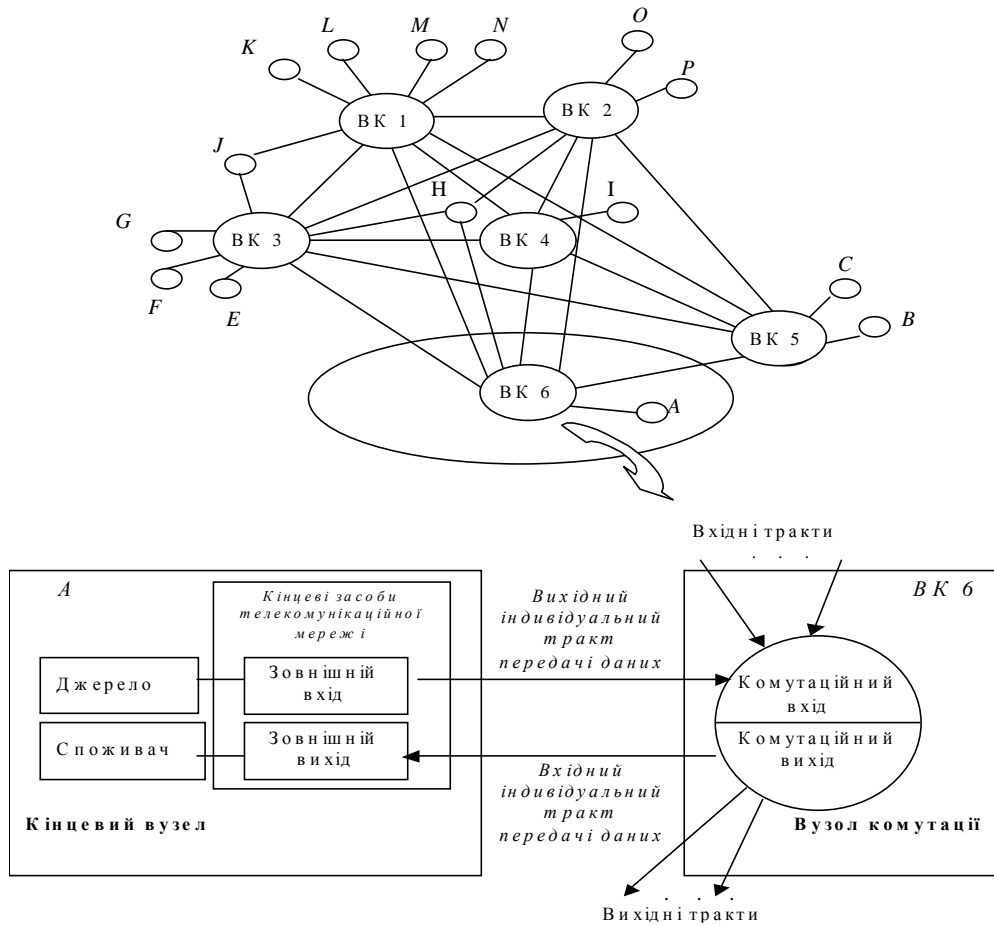 O
L
M
N
K
P
ВК 1
ВК 2
J
H
I
G
ВК 3
ВК 4
F
E
C
B
ВК 5
ВК 6
A
Вхідні тракти
. . .
A
Кінцеві засоби
телекомунікаційної
мережі
Вихідний
індивідуальний
тракт
передачі даних
ВК 6
Джерело
Зовнішній
вхід
Комутаційний
вхід
Споживач
Зовнішній
вихід
Комутаційний
вихід
Вхідний
індивідуальний
тракт
передачі даних
Кінцевий вузел
Вузол комутації
. . .
Вихідні тракти